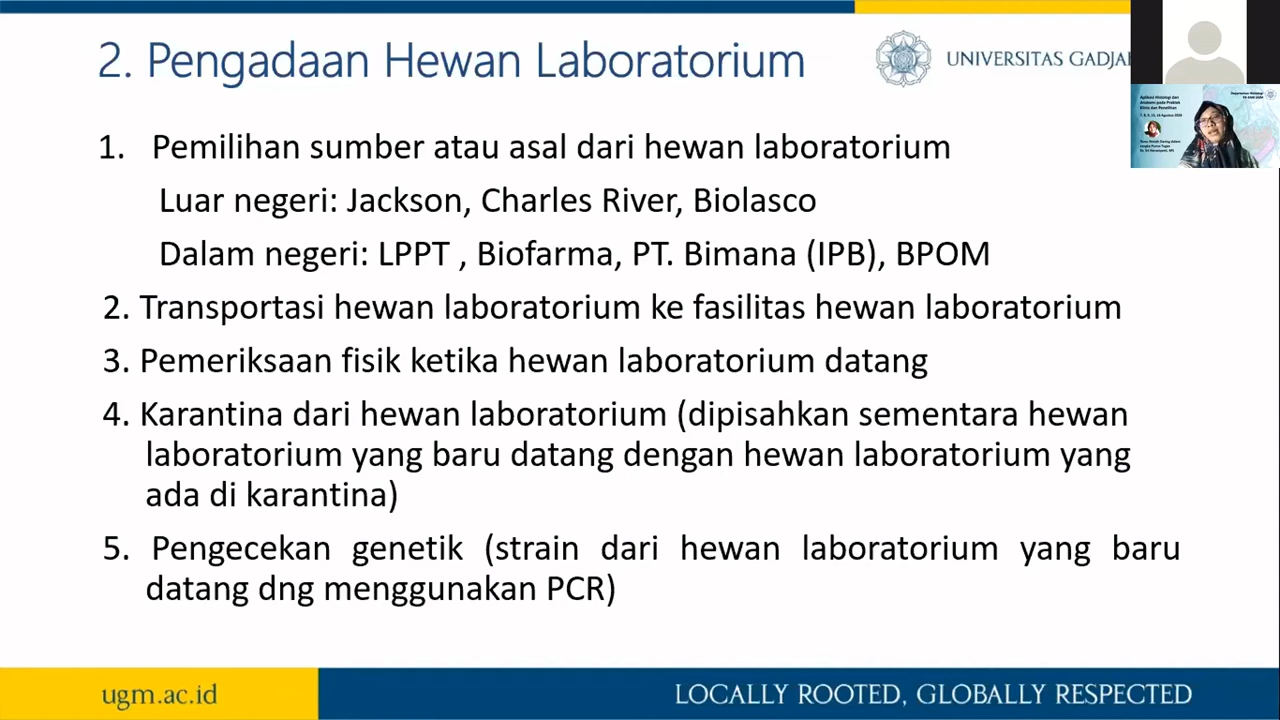 2. Pengadaan Hewan Laboratorium
UNIVERSITAS GADJAH
1. Pemilihan sumber atau asal dari hewan laboratorium
Luar negeri: Jackson, Charles River, Biolasco
Dalam negeri: LPPT , Biofarma, PT. Bimana (IPB), BPOM
2. Transportasi hewan laboratorium ke fasilitas hewan laboratorium
3. Pemeriksaan fisik ketika hewan laboratorium datang
4. Karantina dari hewan laboratorium (dipisahkan sementara hewan
laboratorium yang baru datang dengan hewan laboratorium yang
ada di karantina)
5. Pengecekan genetik (strain dari hewan laboratorium yang baru
datang dng menggunakan PCR)
ugm.ac.id
LOCALLY ROOTED, GLOBALLY RESPECTED